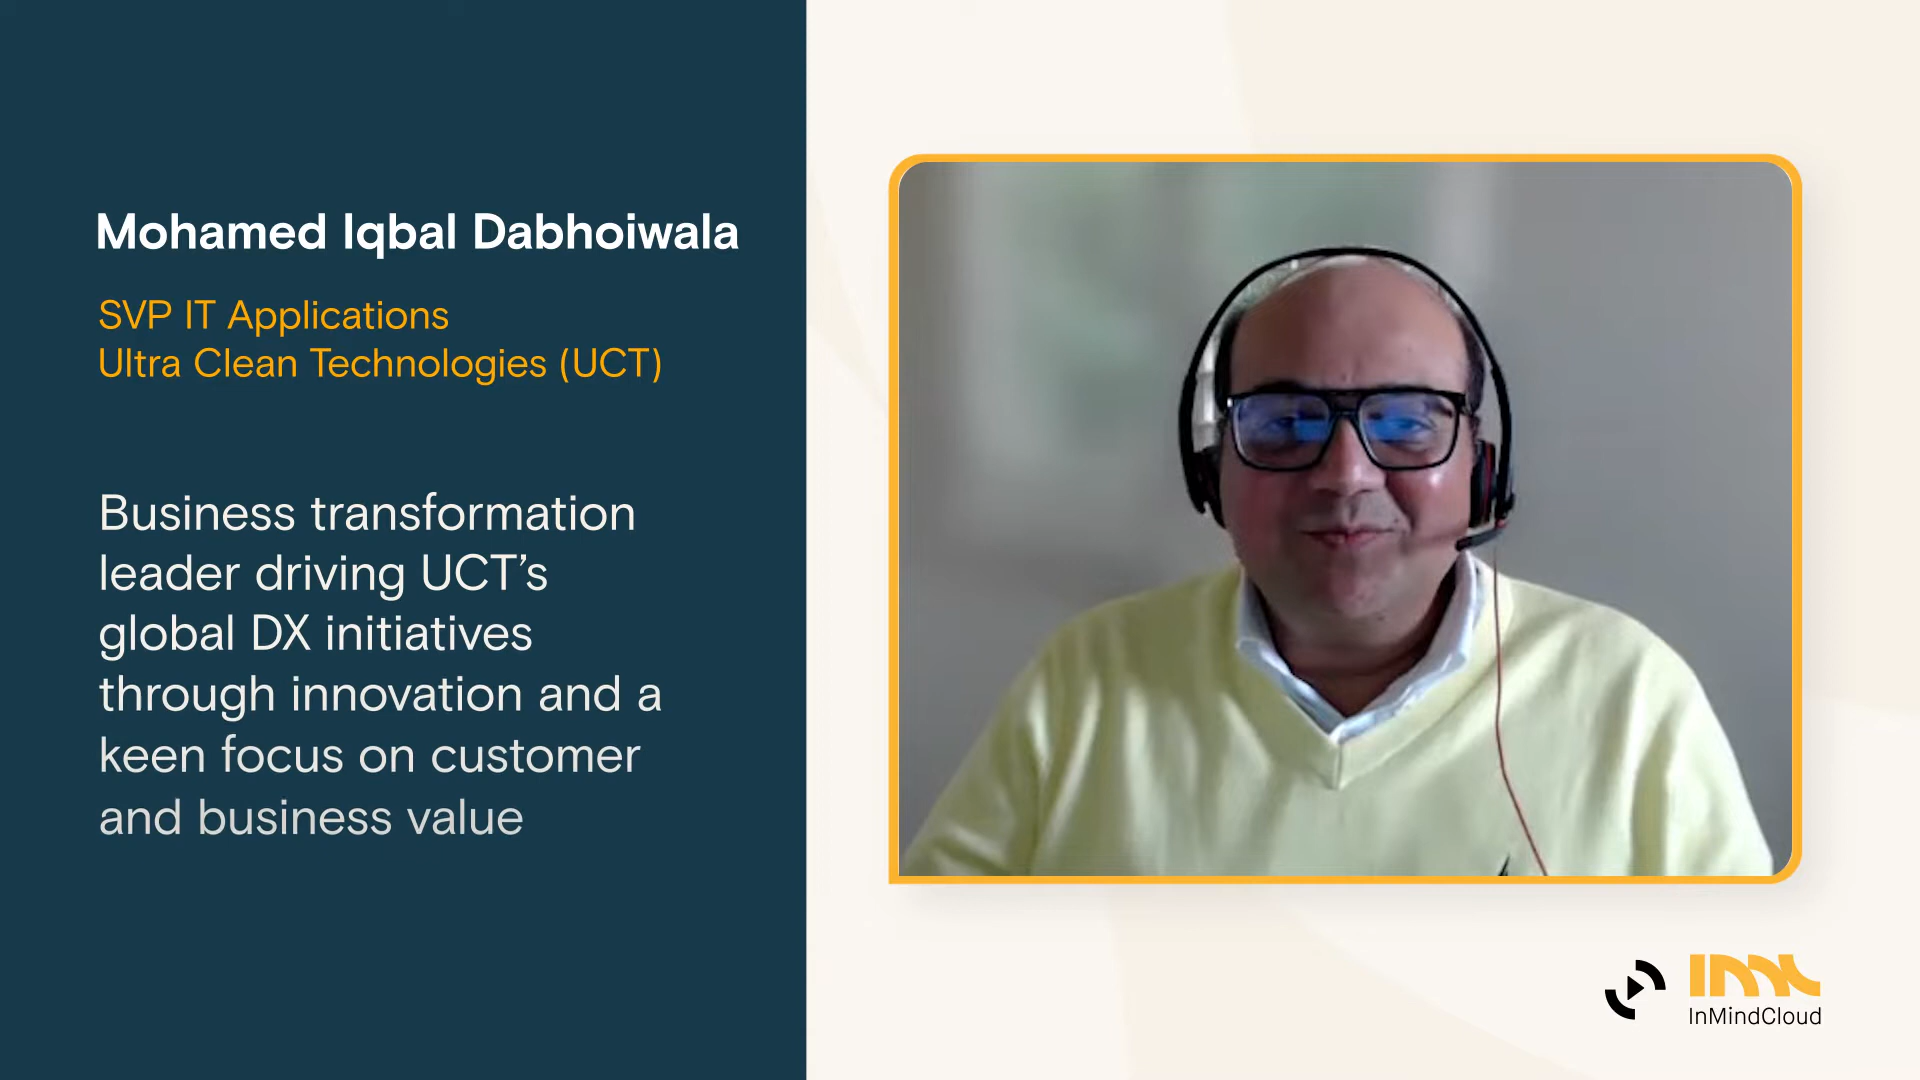 Mohamed Iqbal Dabhoiwala
SVP IT Applications
Ultra Clean Technologies (UCT)
Business transformation
leader driving UCT’s
global DX initiatives
through innovation and a
keen focus on customer
and business value
InMindCloud